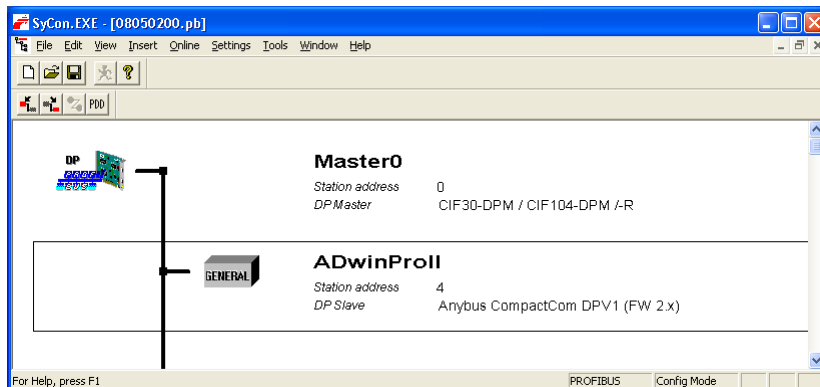 SyCon.EXE - [08050200.pb]
File Edit View Insert Online Settings Tools Window Help
PDD
DP
Master0
Station address 0
DP Master CIF30-DPM / CIF104-DPM /-R
GENERAL
ADwinProII
Station address 4
DP Slave Anybus CompactCom DPV1 (FW 2.x)
For Help, press F1 PROFIBUS Config Mode